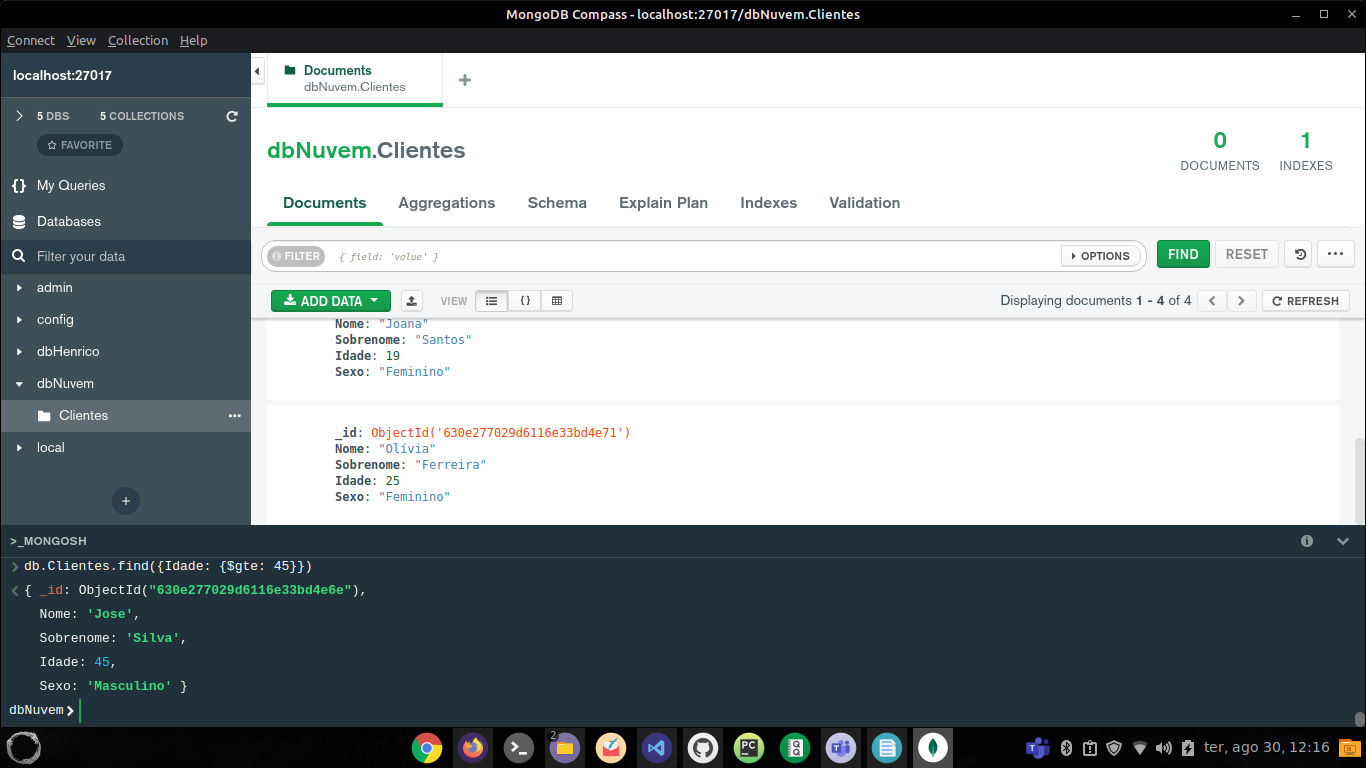 MongoDB Compass - localhost:27017/dbNuvem.Clientes
Connect View Collection Help
localhost:27017
5 DBS 5 COLLECTIONS
FAVORITE
{} My Queries
Databases
Filter your data
admin
config
dbHenrico
dbNuvem
Clientes
local
+
Documents
dbNuvem.Clientes
+
dbNuvem.Clientes
0
DOCUMENTS
1
INDEXES
Documents Aggregations Schema Explain Plan Indexes Validation
FILTER { field: 'value' } OPTIONS FIND RESET
ADD DATA VIEW {} Displaying documents 1 - 4 of 4 REFRESH
Nome: "Joana"
Sobrenome: "Santos"
Idade: 19
Sexo: "Feminino"
_id: ObjectId('630e277029d6116e33bd4e71')
Nome: "Olívia"
Sobrenome: "Ferreira"
Idade: 25
Sexo: "Feminino"
>_MONGOSH
> db.Clientes.find({Idade: {$gte: 45}})
< { _id: ObjectId("630e277029d6116e33bd4e6e"),
Nome: 'Jose',
Sobrenome: 'Silva',
Idade: 45,
Sexo: 'Masculino' }
dbNuvem>
2
PC
QQ
ter, ago 30, 12:16